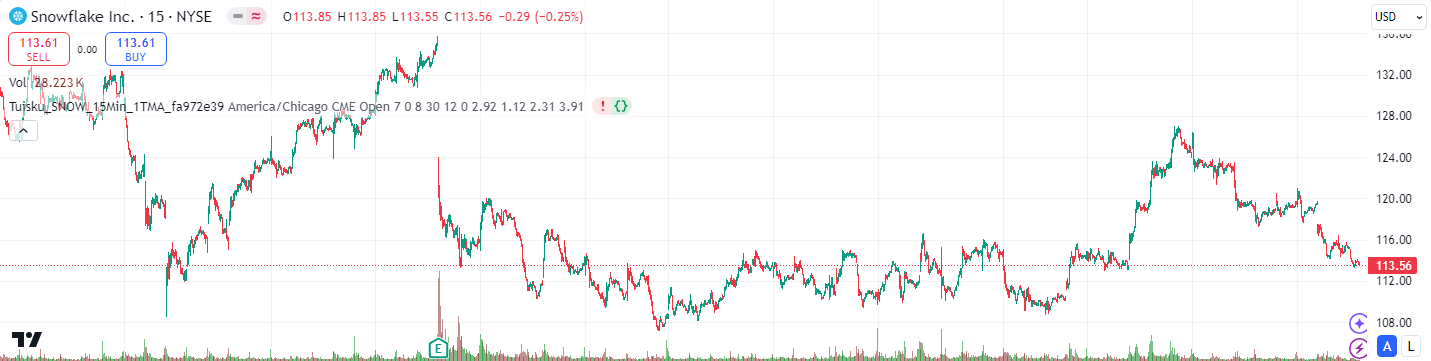 Snowflake Inc. · 15 · NYSE O113.85 H113.85 L113.55 C113.56 −0.29 (−0.25%)
USD
113.61
SELL
0.00
113.61
BUY
136.00
Vol 28.223 K
132.00
Tursku_SNOW_15Min_1TMA_fa972e39 America/Chicago CME Open 7 0 8 30 12 0 2.92 1.12 2.31 3.91 ! {}
128.00
124.00
120.00
116.00
113.56
112.00
108.00
E
A
L